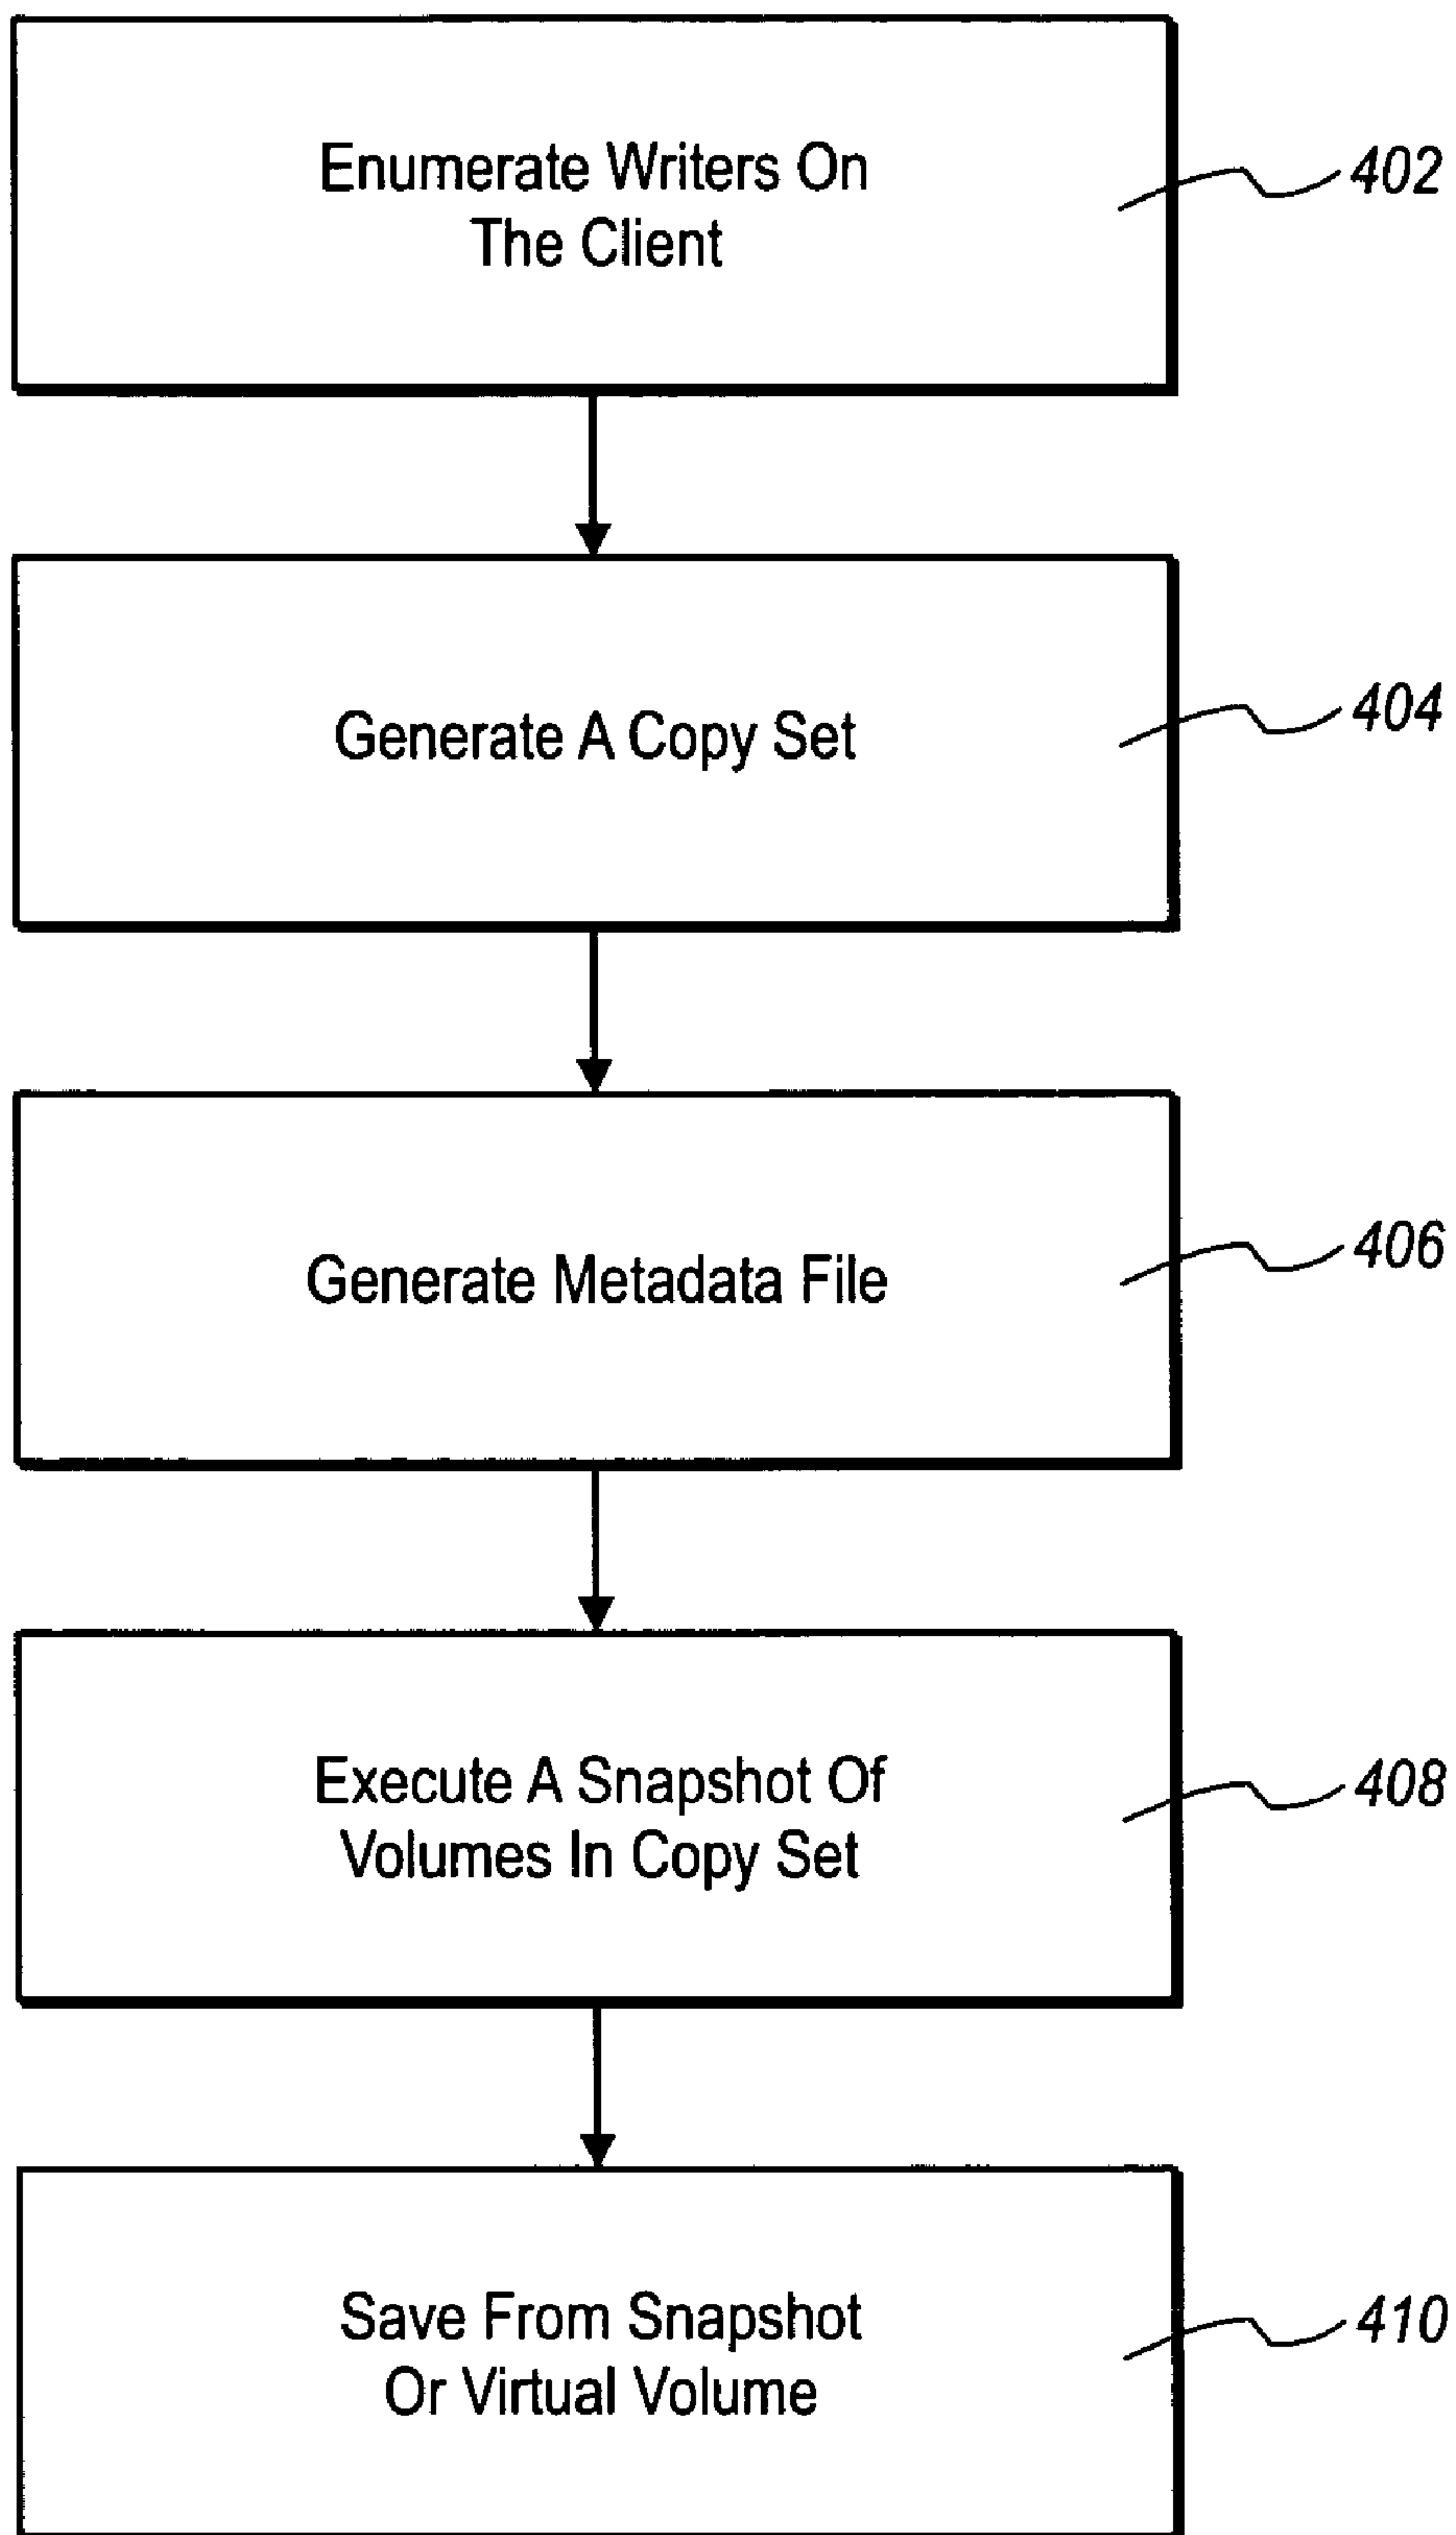 Enumerate Writers On
The Client
402
Generate A Copy Set
404
Generate Metadata File
406
Execute A Snapshot Of
Volumes In Copy Set
408
Save From Snapshot
Or Virtual Volume
410